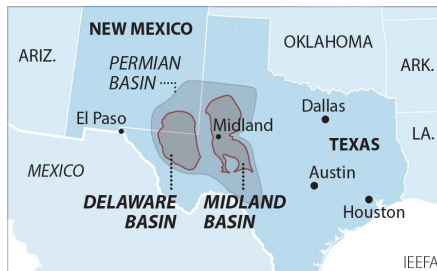 NEW MEXICO
OKLAHOMA
ARIZ.
ARK.
PERMIAN
BASIN
El Paso
Midland
Dallas
LA.
TEXAS
MEXICO
Austin
DELAWARE
BASIN
MIDLAND
BASIN
Houston
IEEFA